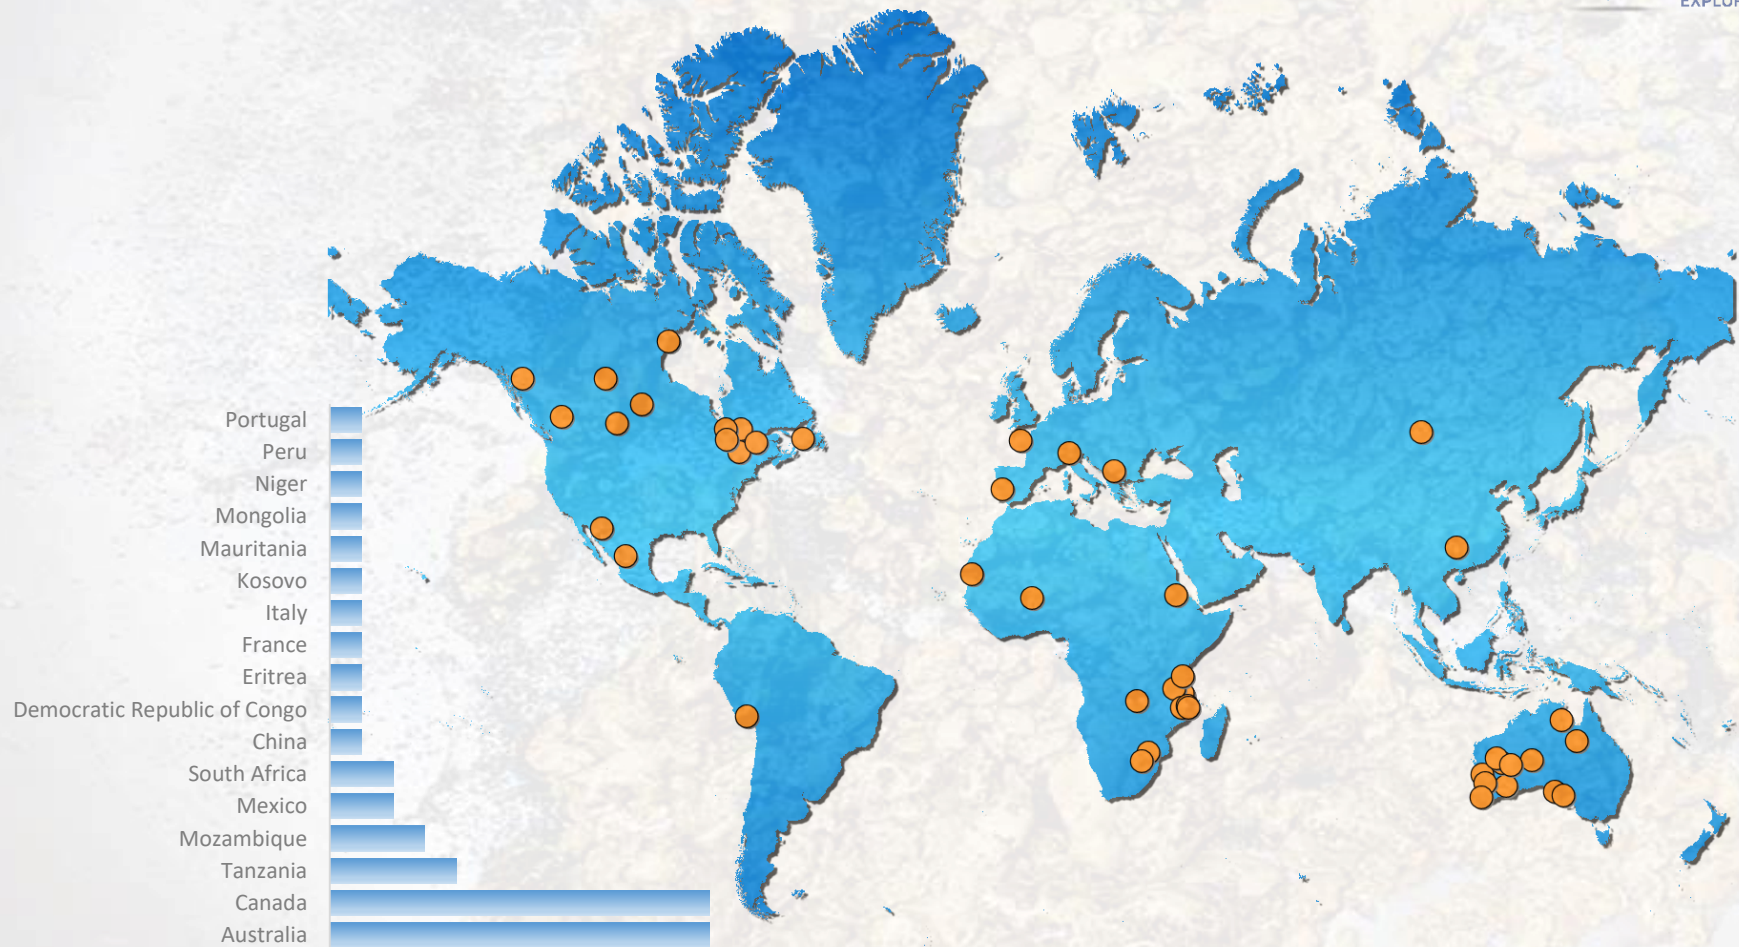 Portugal
Peru
Niger
Mongolia
Mauritania
Kosovo
Italy
France
Eritrea
Democratic Republic of Congo
China
South Africa
Mexico
Mozambique
Tanzania
Canada
Australia